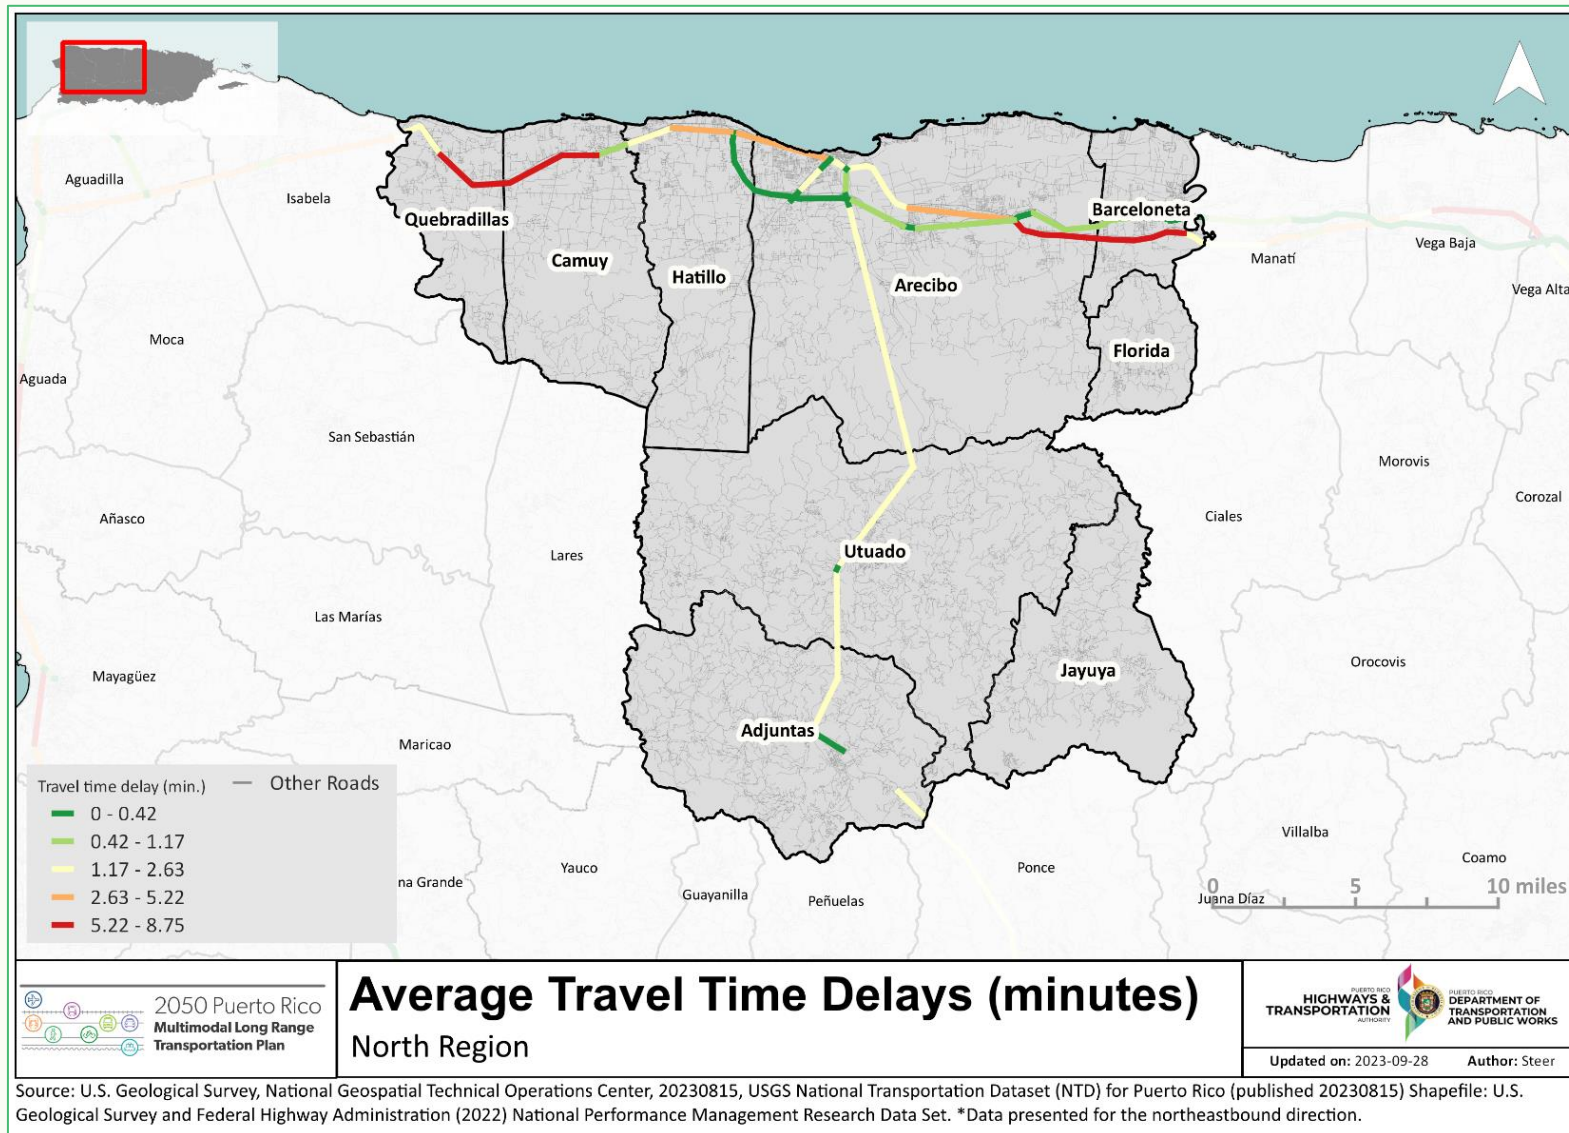 Aguadilla
Isabela
Quebradillas
Camuy
Hatillo
Arecibo
Barceloneta
Manatí
Vega Baja
Vega Alta
Moca
Aguada
Florida
San Sebastián
Morovis
Corozal
Añasco
Lares
Utuado
Ciales
Las Marías
Mayagüez
Jayuya
Orocovis
Adjuntas
Maricao
Travel time delay (min.)
Other Roads
0 - 0.42
0.42 - 1.17
1.17 - 2.63
2.63 - 5.22
5.22 - 8.75
na Grande
Yauco
Guayanilla
Peñuelas
Ponce
Villalba
Coamo
Juana Díaz
0 5 10 miles
2050 Puerto Rico
Multimodal Long Range
Transportation Plan
Average Travel Time Delays (minutes)
North Region
PUERTO RICO
HIGHWAYS &
TRANSPORTATION
AUTHORITY
PUERTO RICO
DEPARTMENT OF
TRANSPORTATION
AND PUBLIC WORKS
Updated on: 2023-09-28 Author: Steer
Source: U.S. Geological Survey, National Geospatial Technical Operations Center, 20230815, USGS National Transportation Dataset (NTD) for Puerto Rico (published 20230815) Shapefile: U.S.
Geological Survey and Federal Highway Administration (2022) National Performance Management Research Data Set. *Data presented for the northeastbound direction.